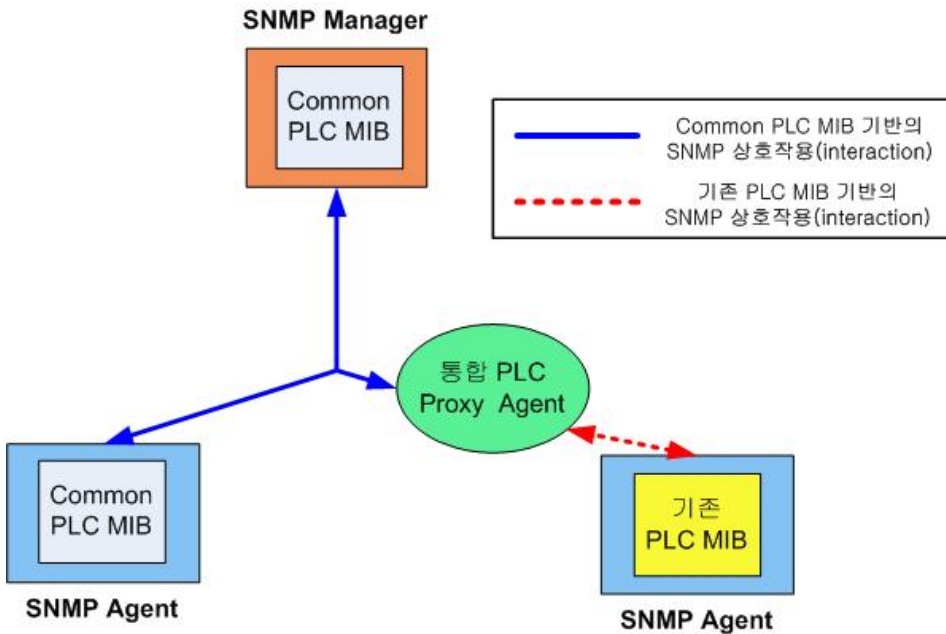 SNMP Manager
Common
PLC MIB
Common PLC MIB 기반의
SNMP 상호작용(interaction)
기존 PLC MIB 기반의
SNMP 상호작용(interaction)
통합 PLC
Proxy Agent
Common
PLC MIB
SNMP Agent
기존
PLC MIB
SNMP Agent